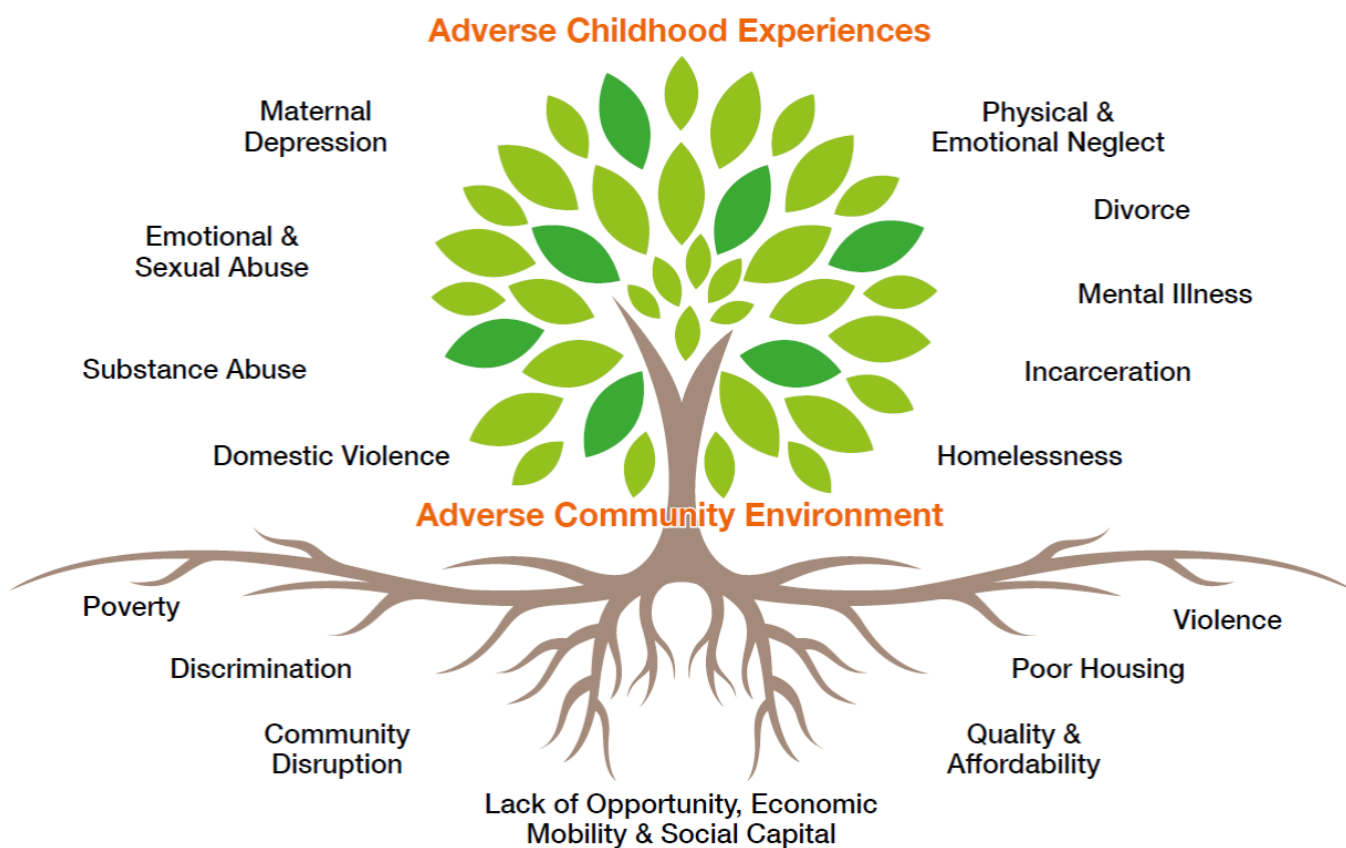 Adverse Childhood Experiences
Maternal
Depression
Physical &
Emotional Neglect
Divorce
Emotional &
Sexual Abuse
Mental Illness
Substance Abuse
Incarceration
Domestic Violence
Homelessness
Adverse Community Environment
Poverty
Violence
Discrimination
Poor Housing
Community
Disruption
Quality &
Affordability
Lack of Opportunity, Economic
Mobility & Social Capital